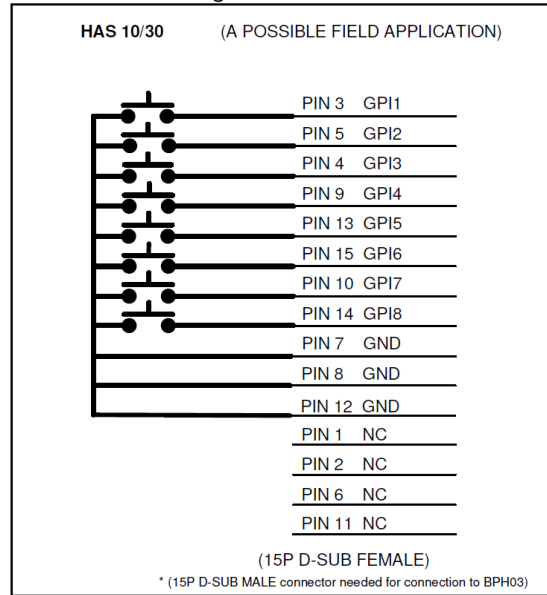 HAS 10/30 (A POSSIBLE FIELD APPLICATION)
PIN 3 GPI1
PIN 5 GPI2
PIN 4 GPI3
PIN 9 GPI4
PIN 13 GPI5
PIN 15 GPI6
PIN 10 GPI7
PIN 14 GPI8
PIN 7 GND
PIN 8 GND
PIN 12 GND
PIN 1 NC
PIN 2 NC
PIN 6 NC
PIN 11 NC
(15P D-SUB FEMALE)
* (15P D-SUB MALE connector needed for connection to BPH03)